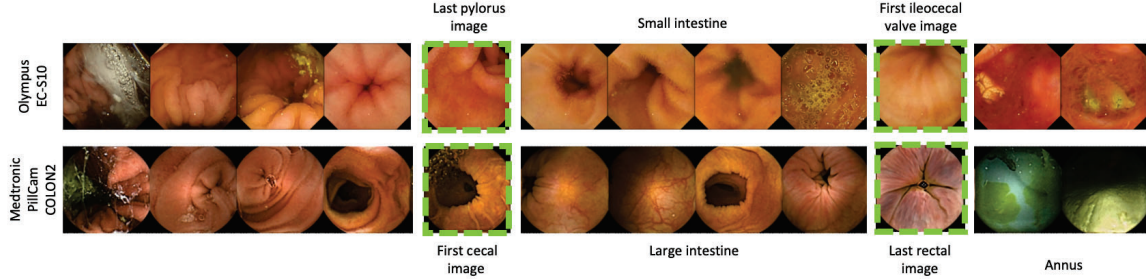 Last pylorus
image
Small intestine
First ileocecal
valve image
Olympus
EC-S10
Medtronic
PillCam
COLON2
First cecal
image
Large intestine
Last rectal
image
Annus